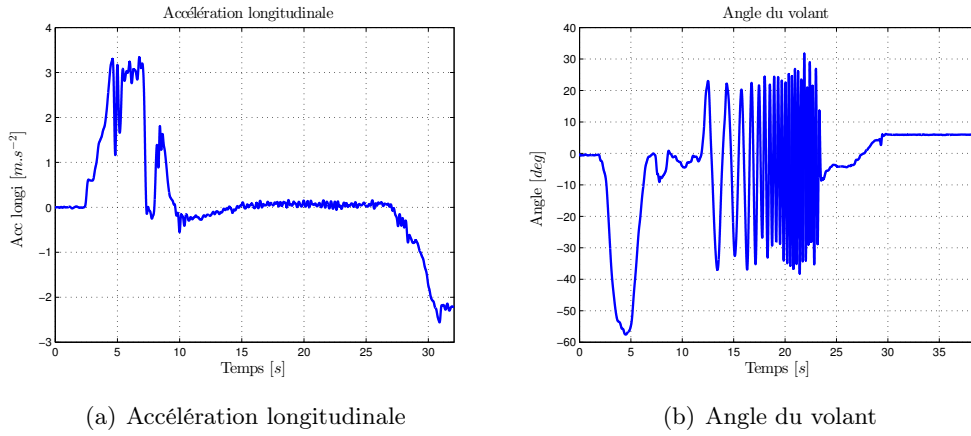 Accélération longitudinale
Acc longi [m.s⁻²]
4
3
2
1
0
−1
−2
−3
0 5 10 15 20 25 30
Temps [s]
(a) Accélération longitudinale
Angle du volant
Angle [deg]
40
30
20
10
0
−10
−20
−30
−40
−50
−60
0 5 10 15 20 25 30 35
Temps [s]
(b) Angle du volant